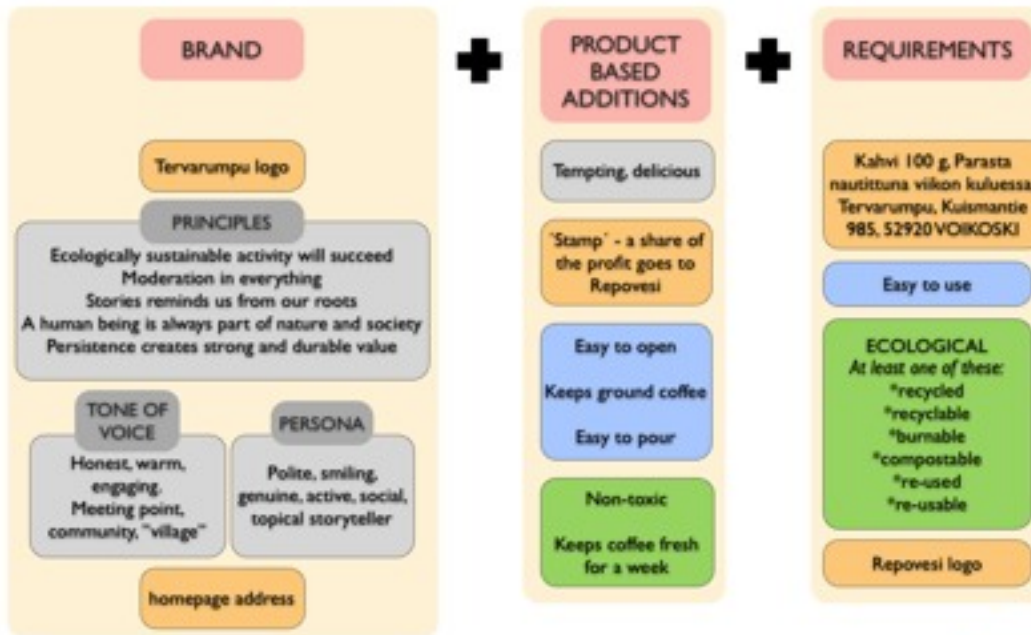 BRAND
Tervarumpu logo
PRINCIPLES
Ecologically sustainable activity will succeed
Moderation in everything
Stories reminds us from our roots
A human being is always part of nature and society
Persistence creates strong and durable value
TONE OF
VOICE
Honest, warm,
engaging.
Meeting point,
community, "village"
PERSONA
Polite, smiling,
genuine, active, social,
topical storyteller
homepage address
PRODUCT
BASED
ADDITIONS
Tempting, delicious
´Stamp´ - a share of
the profit goes to
Repovesi
Easy to open
Keeps ground coffee
Easy to pour
Non-toxic
Keeps coffee fresh
for a week
REQUIREMENTS
Kahvi 100 g, Parasta
nautittuna viikon kuluessa
Tervarumpu, Kuismantie
985, 52920 VOIKOSKI
Easy to use
ECOLOGICAL
At least one of these:
*recycled
*recyclable
*burnable
*compostable
*re-used
*re-usable
Repovesi logo